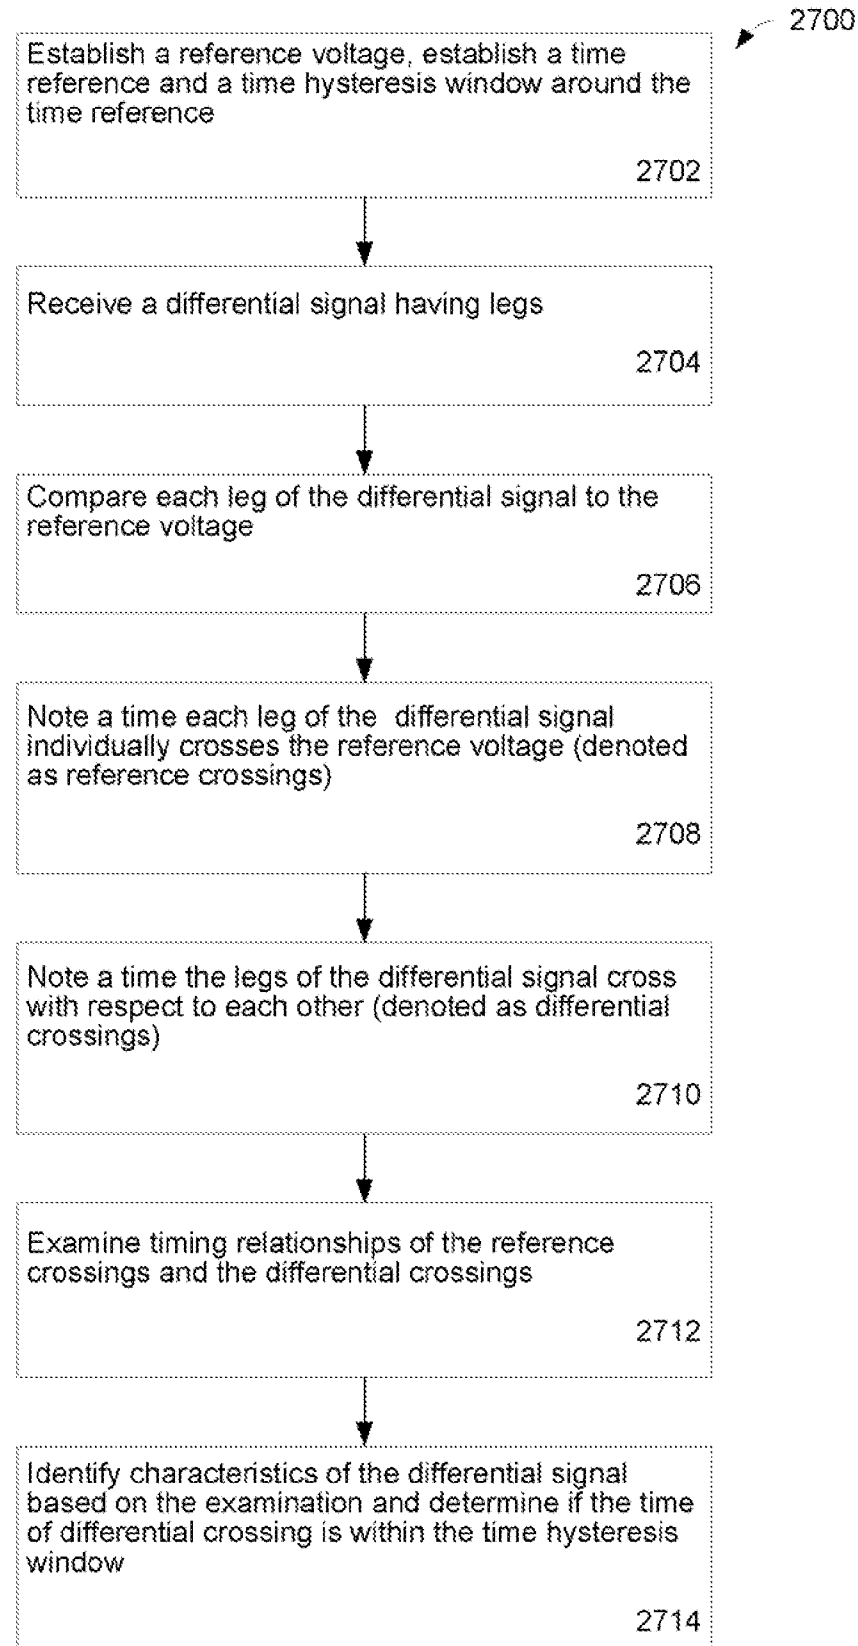 2700
Establish a reference voltage, establish a time
reference and a time hysteresis window around the
time reference
2702
Receive a differential signal having legs
2704
Compare each leg of the differential signal to the
reference voltage
2706
Note a time each leg of the differential signal
individually crosses the reference voltage (denoted
as reference crossings)
2708
Note a time the legs of the differential signal cross
with respect to each other (denoted as differential
crossings)
2710
Examine timing relationships of the reference
crossings and the differential crossings
2712
Identify characteristics of the differential signal
based on the examination and determine if the time
of differential crossing is within the time hysteresis
window
2714